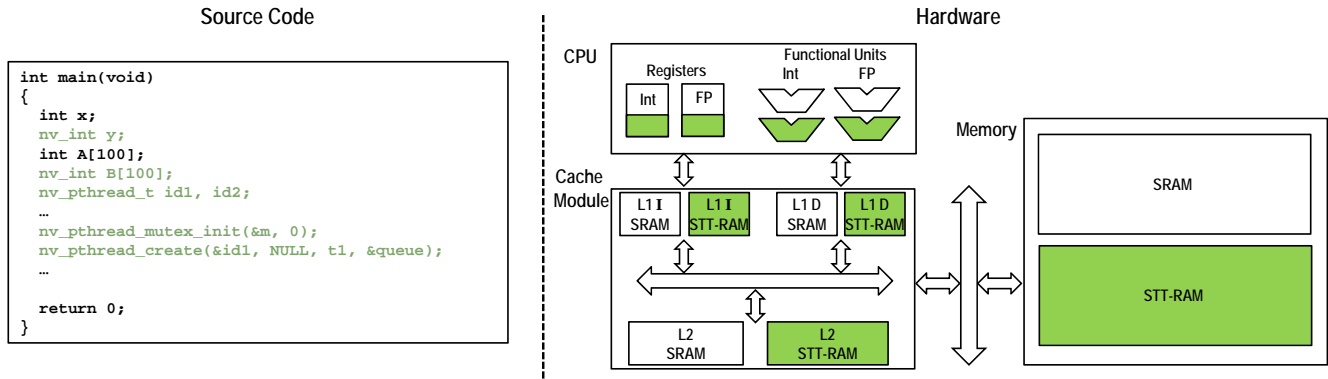 Source Code
int main(void)
{
int x;
nv_int y;
int A[100];
nv_int B[100];
nv_pthread_t id1, id2;
…
nv_pthread_mutex_init(&m, 0);
nv_pthread_create(&id1, NULL, t1, &queue);
…
return 0;
}
Hardware
CPU
Registers
Int
FP
Functional Units
Int
FP
Cache
Module
L1 I
SRAM
L1 I
STT-RAM
L1 D
SRAM
L1 D
STT-RAM
L2
SRAM
L2
STT-RAM
Memory
SRAM
STT-RAM